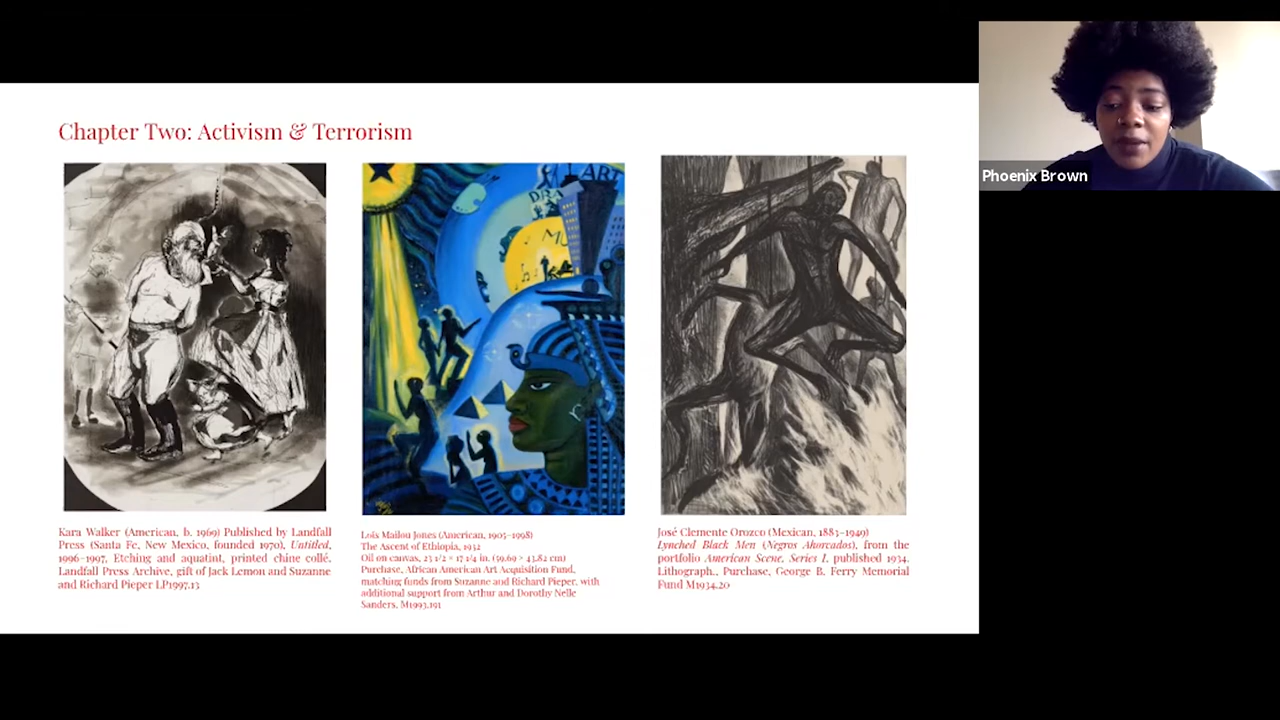 Chapter Two: Activism & Terrorism
ART
DRA
MU
Kara Walker (American, b. 1969) Published by Landfall
Press (Santa Fe, New Mexico, founded 1970), Untitled,
1996–1997, Etching and aquatint, printed chine collé,
Landfall Press Archive, gift of Jack Lemon and Suzanne
and Richard Pieper LP1997.13
Lois Mailou Jones (American, 1905–1998)
The Ascent of Ethiopia, 1932
Oil on canvas, 23 1/2 × 17 1/4 in. (59.69 × 43.82 cm)
Purchase, African American Art Acquisition Fund,
matching funds from Suzanne and Richard Pieper, with
additional support from Arthur and Dorothy Nelle
Sanders, M1993.191
José Clemente Orozco (Mexican, 1883–1949)
Lynched Black Men (Negros Ahorcados), from the
portfolio American Scene, Series I, published 1934,
Lithograph., Purchase, George B. Ferry Memorial
Fund M1934.20
Phoenix Brown